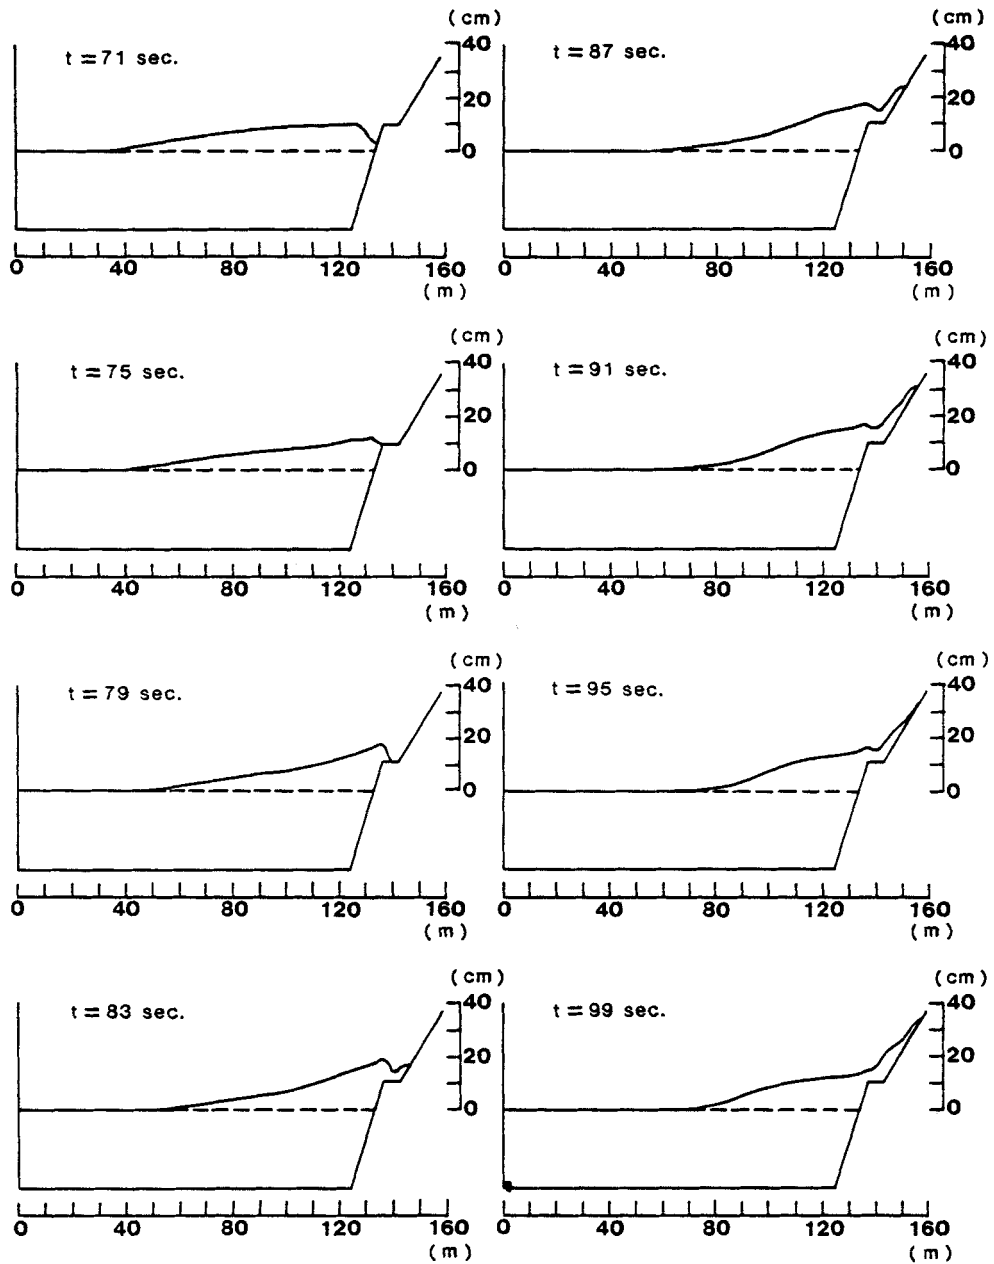 (cm)
t = 71 sec.
40
20
0
0 40 80 120 160
(m)
(cm)
t = 87 sec.
40
20
0
0 40 80 120 160
(m)
(cm)
t = 75 sec.
40
20
0
0 40 80 120 160
(m)
(cm)
t = 91 sec.
40
20
0
0 40 80 120 160
(m)
(cm)
t = 79 sec.
40
20
0
0 40 80 120 160
(m)
(cm)
t = 95 sec.
40
20
0
0 40 80 120 160
(m)
(cm)
t = 83 sec.
40
20
0
0 40 80 120 160
(m)
(cm)
t = 99 sec.
40
20
0
0 40 80 120 160
(m)